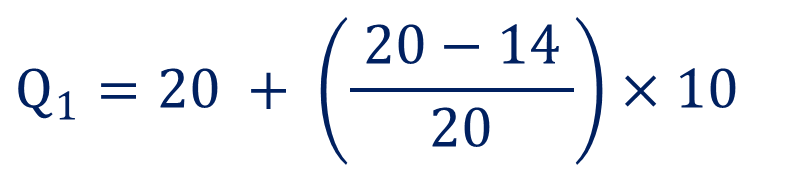 Q₁ = 20 + ((20 − 14) / 20) × 10